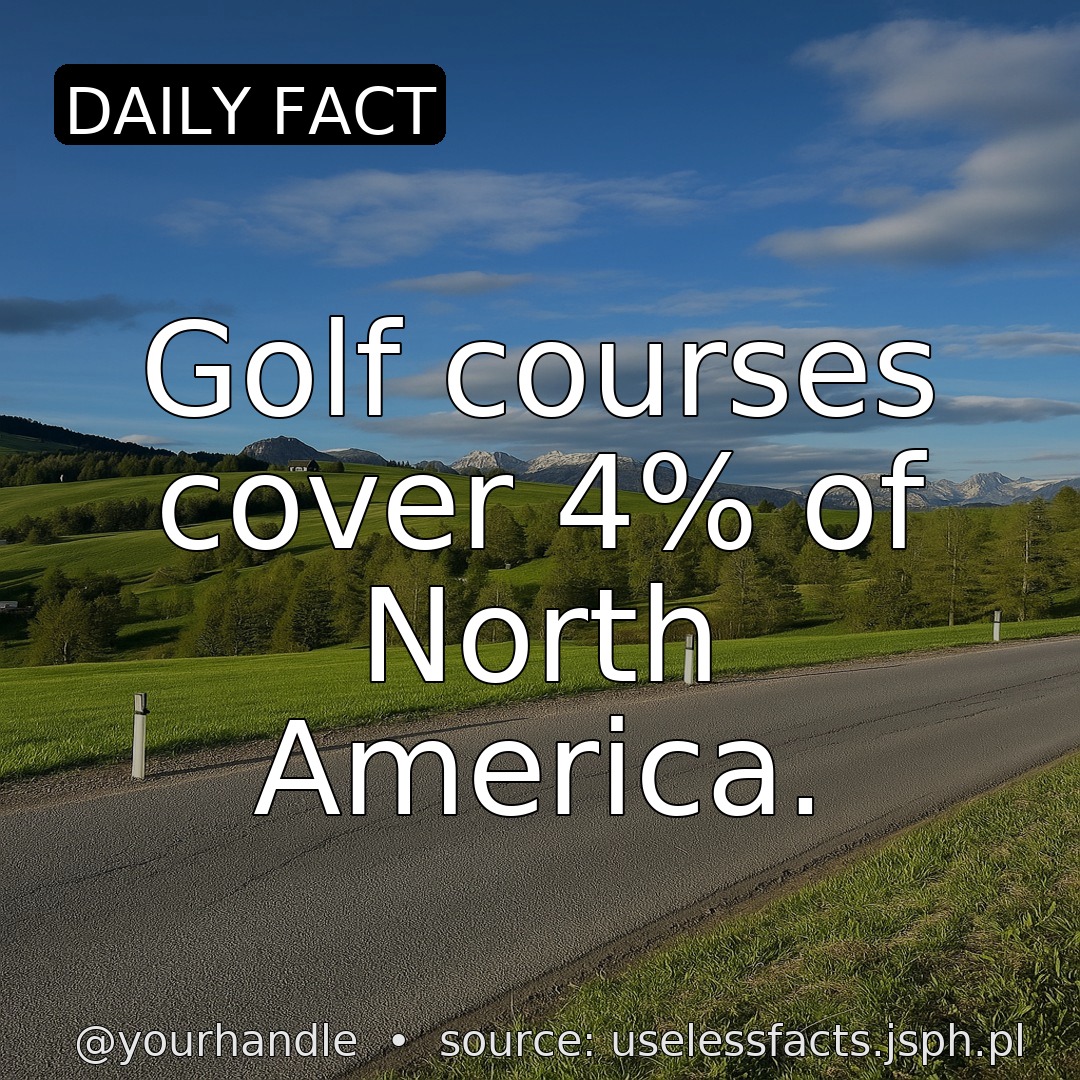 DAILY FACT
Golf courses
cover 4% of
North
America.
@yourhandle • source: uselessfacts.jsph.pl